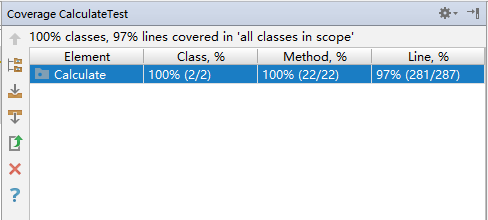 Coverage CalculateTest
100% classes, 97% lines covered in 'all classes in scope'
Element Class, % Method, % Line, %
Calculate 100% (2/2) 100% (22/22) 97% (281/287)